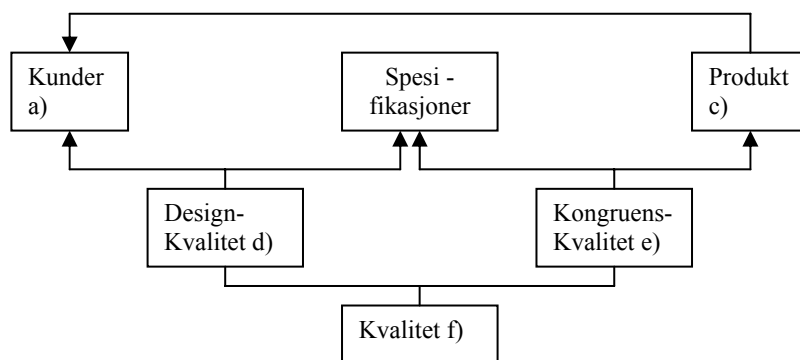 Kunder
a)
Spesi -
fikasjoner
Produkt
c)
Design-
Kvalitet d)
Kongruens-
Kvalitet e)
Kvalitet f)